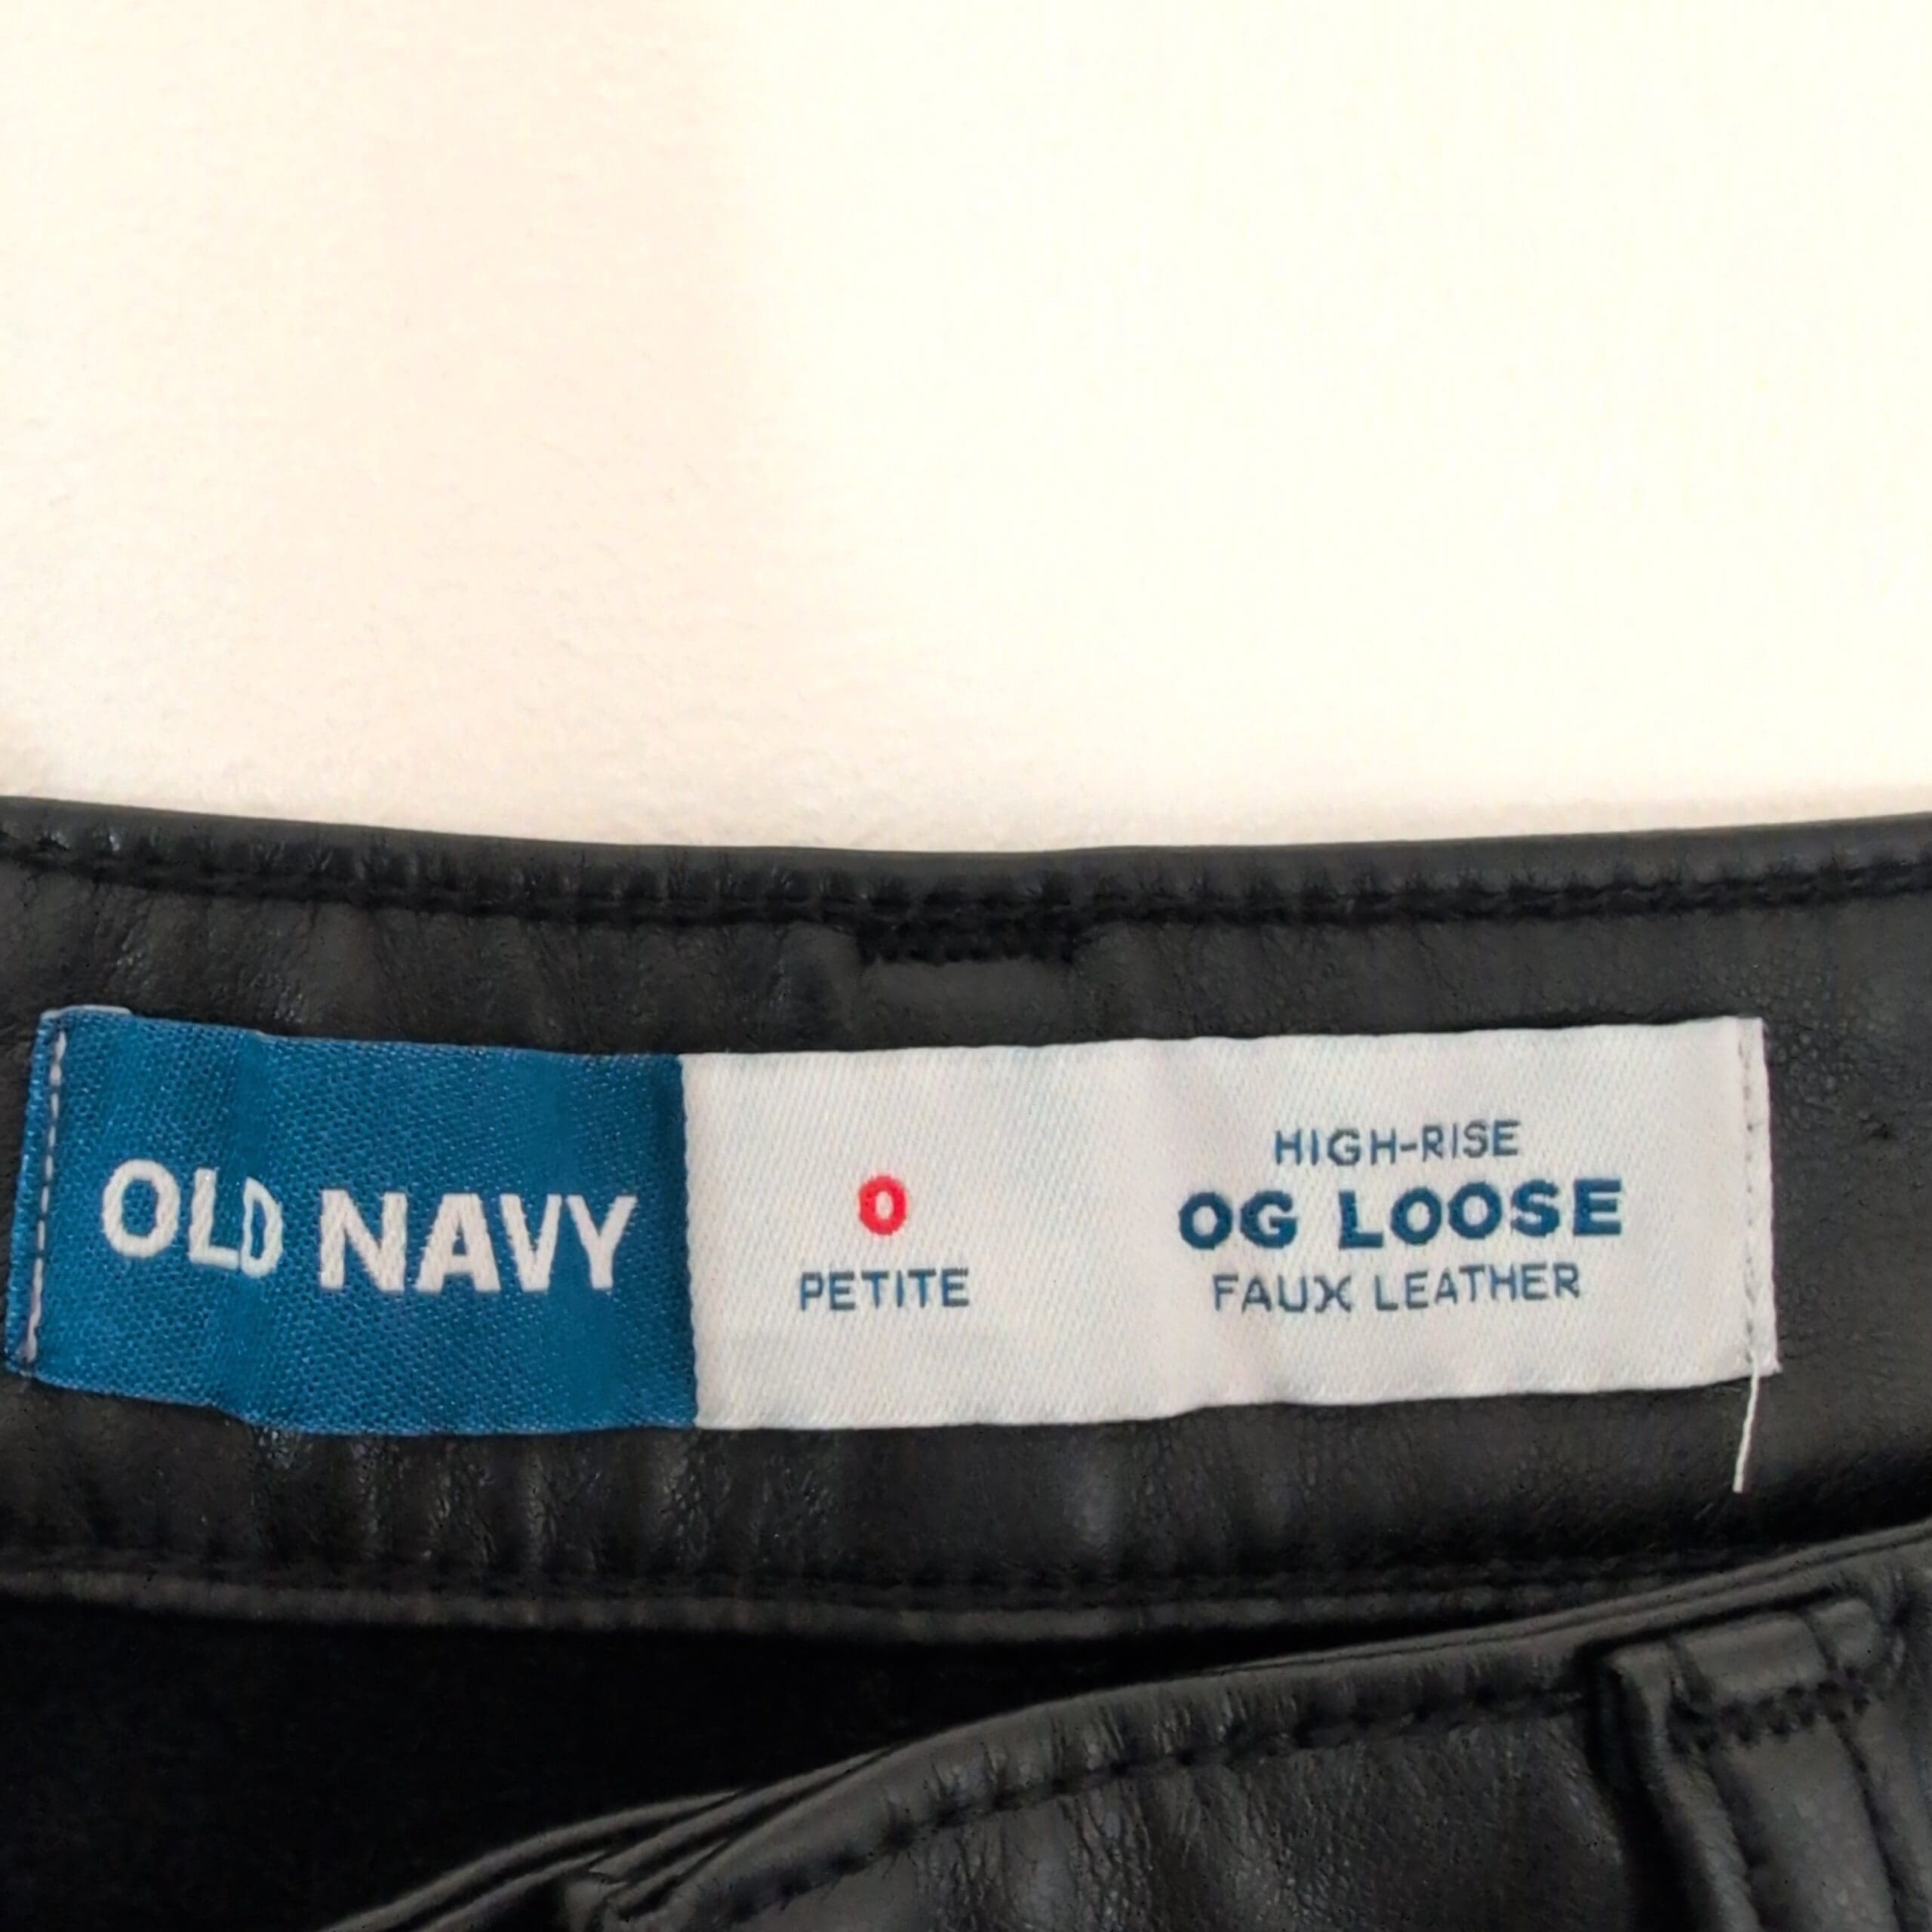 OLD NAVY
0
PETITE
HIGH-RISE
OG LOOSE
FAUX LEATHER